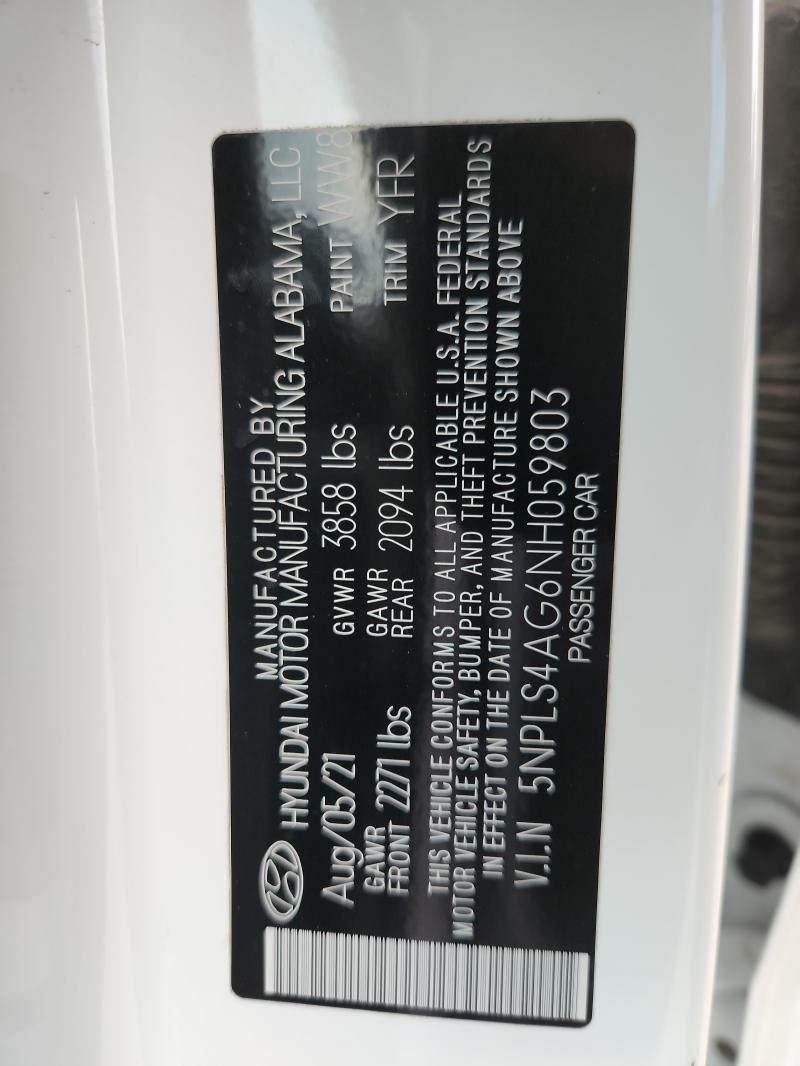 MANUFACTURED BY
HYUNDAI MOTOR MANUFACTURING ALABAMA, LLC
Aug/05/21 GVWR 3858 lbs PAINT WW8
GAWR FRONT 2271 lbs GAWR REAR 2094 lbs TRIM YFR
THIS VEHICLE CONFORMS TO ALL APPLICABLE U.S.A. FEDERAL
MOTOR VEHICLE SAFETY, BUMPER, AND THEFT PREVENTION STANDARDS
IN EFFECT ON THE DATE OF MANUFACTURE SHOWN ABOVE
V.I.N 5NPLS4AG6NH059803
PASSENGER CAR